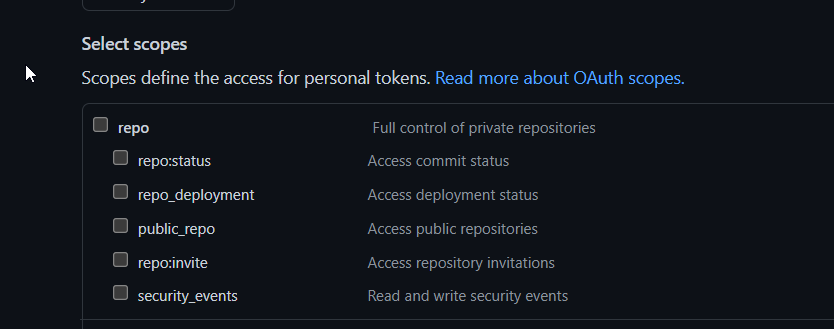 Select scopes
Scopes define the access for personal tokens. Read more about OAuth scopes.
repo Full control of private repositories
repo:status Access commit status
repo_deployment Access deployment status
public_repo Access public repositories
repo:invite Access repository invitations
security_events Read and write security events